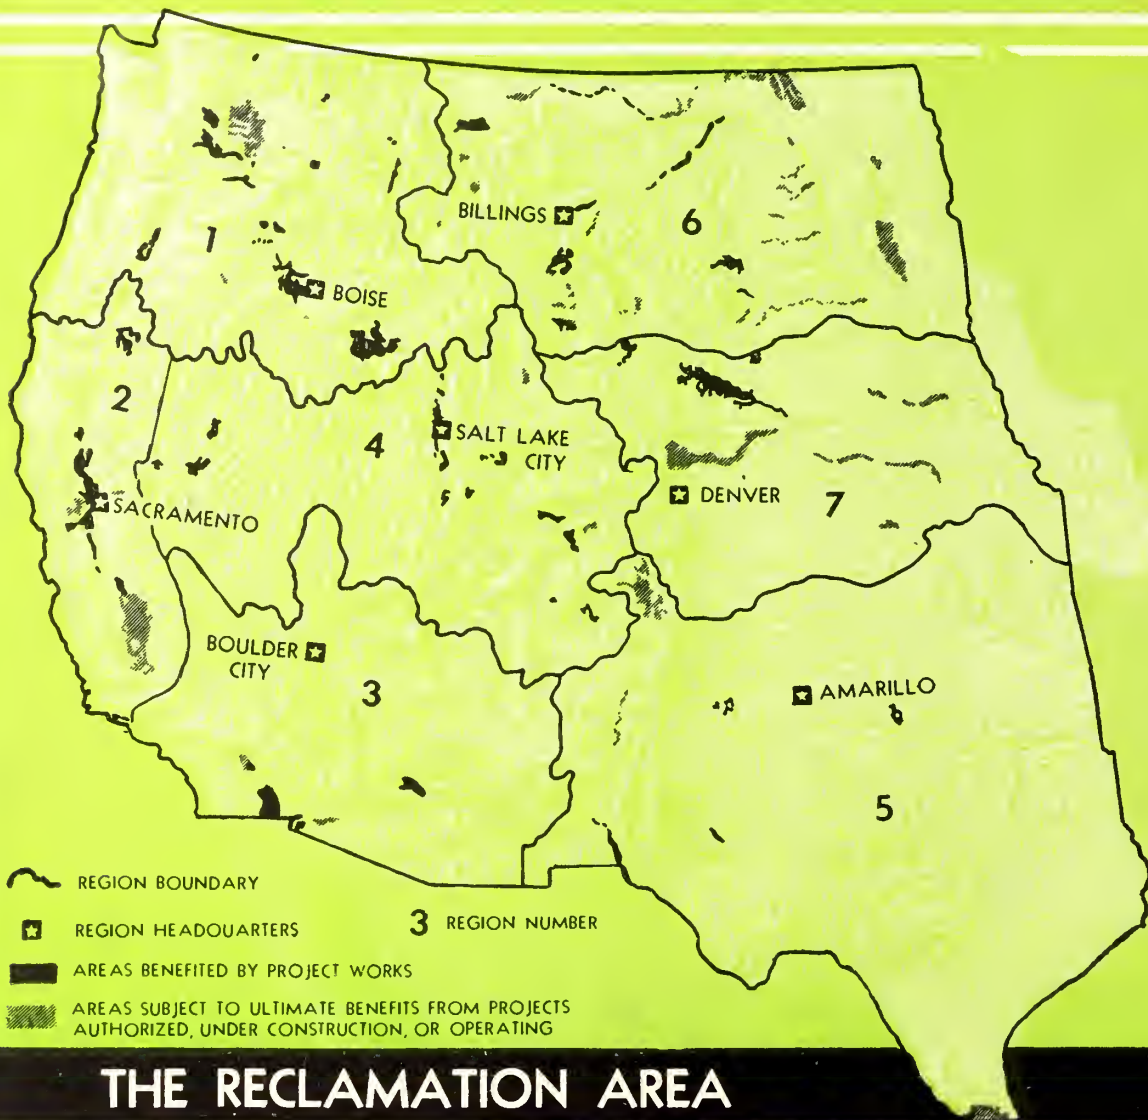 1
BILLINGS
6
BOISE
2
4
SALT LAKE
CITY
SACRAMENTO
DENVER
7
BOULDER
CITY
3
AMARILLO
5
REGION BOUNDARY
REGION HEADQUARTERS
3 REGION NUMBER
AREAS BENEFITED BY PROJECT WORKS
AREAS SUBJECT TO ULTIMATE BENEFITS FROM PROJECTS
AUTHORIZED, UNDER CONSTRUCTION, OR OPERATING
THE RECLAMATION AREA